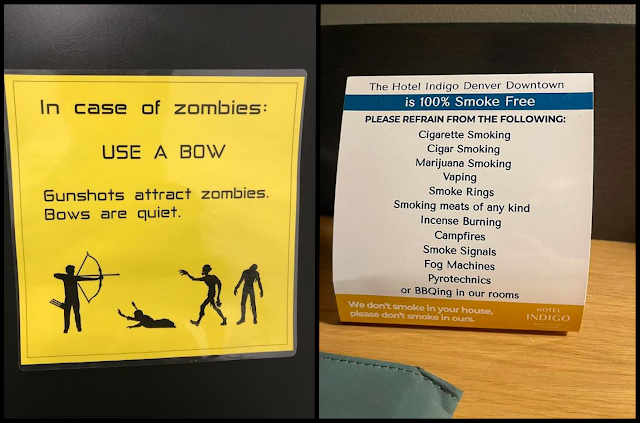 In case of zombies:
USE A BOW
Gunshots attract zombies.
Bows are quiet.
The Hotel Indigo Denver Downtown
is 100% Smoke Free
PLEASE REFRAIN FROM THE FOLLOWING:
Cigarette Smoking
Cigar Smoking
Marijuana Smoking
Vaping
Smoke Rings
Smoking meats of any kind
Incense Burning
Campfires
Smoke Signals
Fog Machines
Pyrotechnics
or BBQing in our rooms
We don't smoke in your house,
please don't smoke in ours.
HOTEL
INDIGO